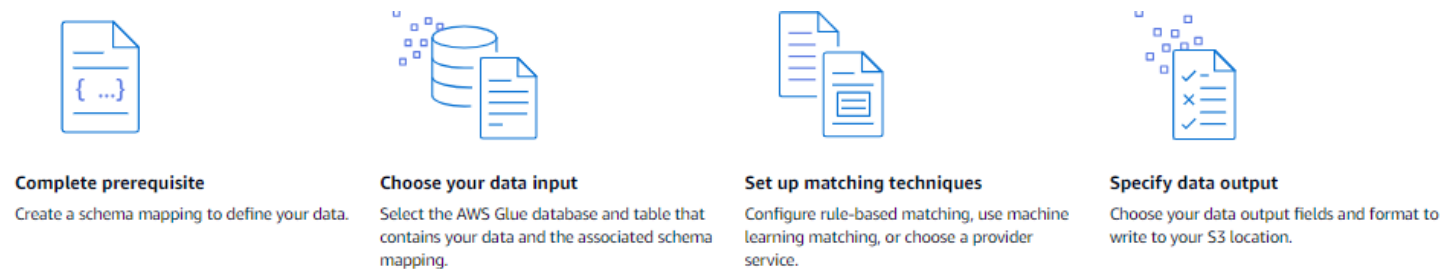 { ...}
Complete prerequisite
Create a schema mapping to define your data.
Choose your data input
Select the AWS Glue database and table that
contains your data and the associated schema
mapping.
Set up matching techniques
Configure rule-based matching, use machine
learning matching, or choose a provider
service.
Specify data output
Choose your data output fields and format to
write to your S3 location.